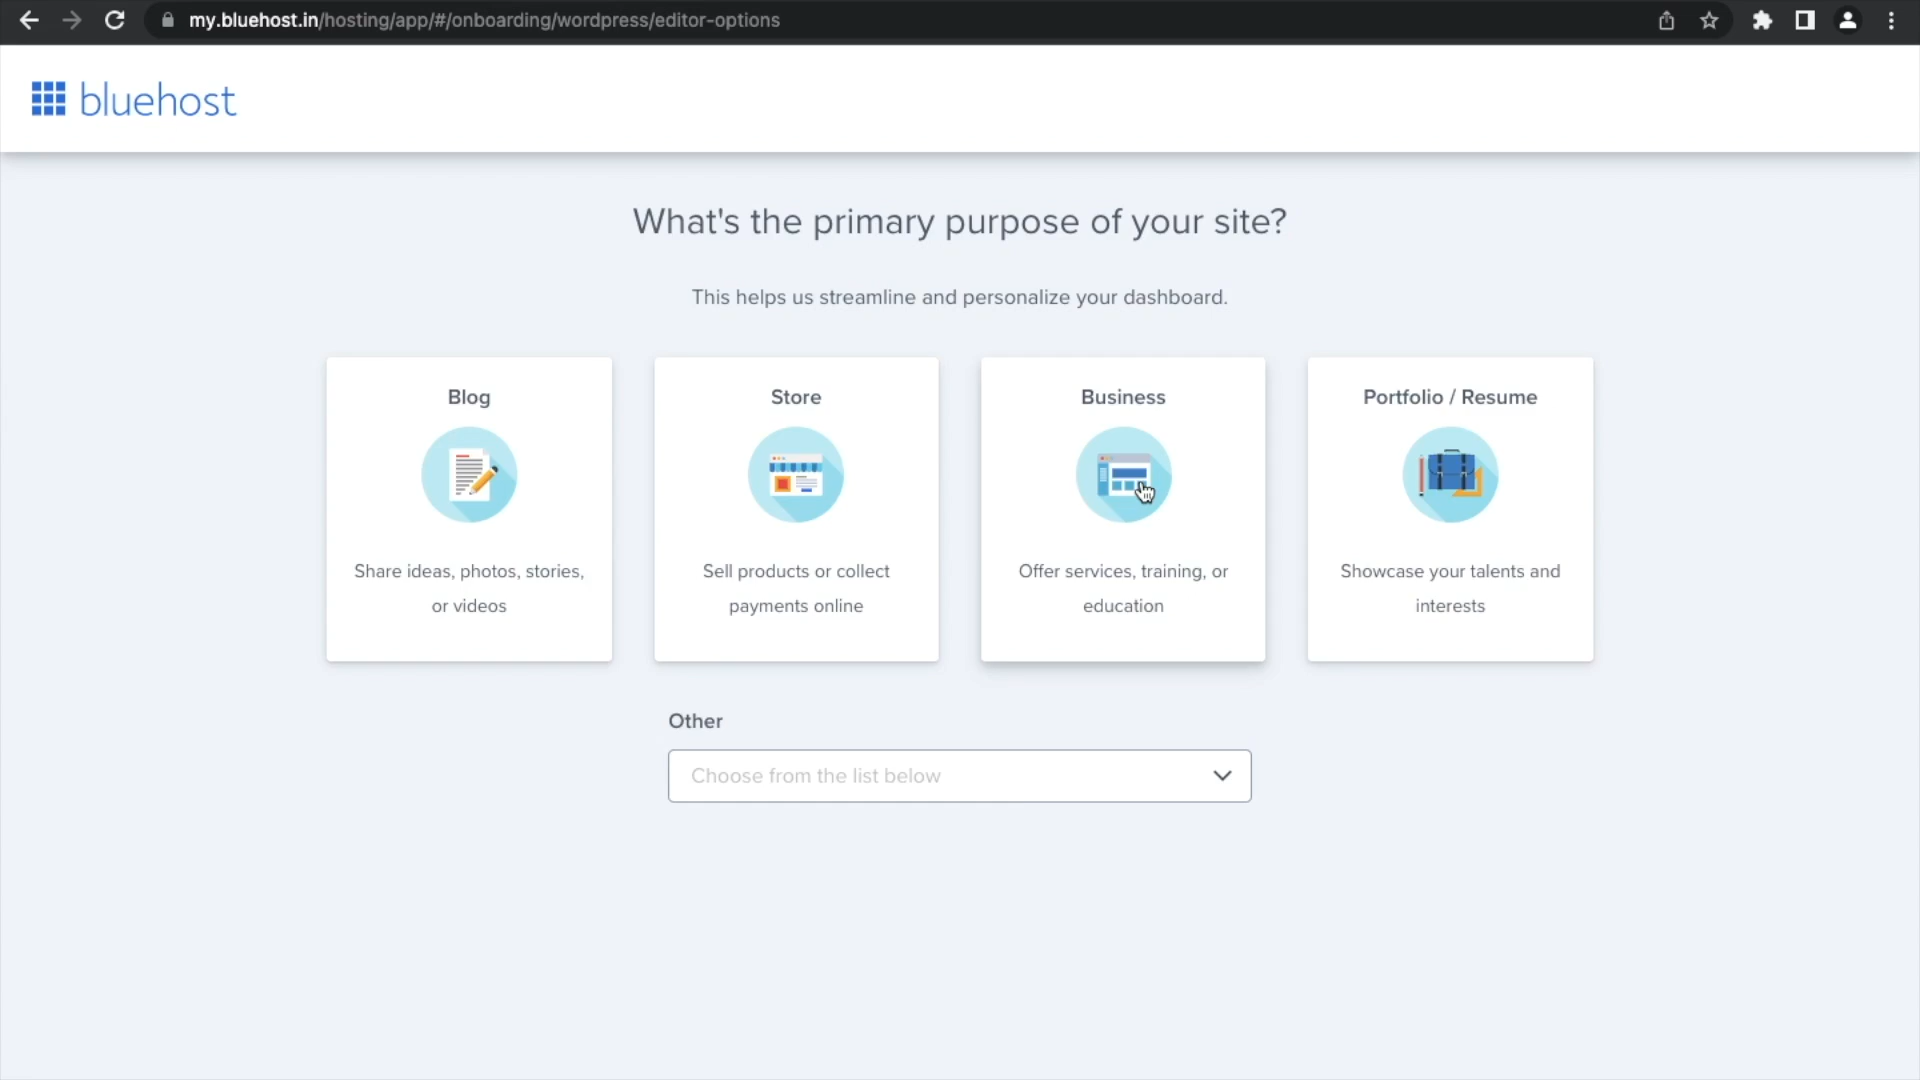 my.bluehost.in/hosting/app/#/onboarding/wordpress/editor-options
bluehost
What's the primary purpose of your site?
This helps us streamline and personalize your dashboard.
Blog
Share ideas, photos, stories,
or videos
Store
Sell products or collect
payments online
Business
Offer services, training, or
education
Portfolio / Resume
Showcase your talents and
interests
Other
Choose from the list below